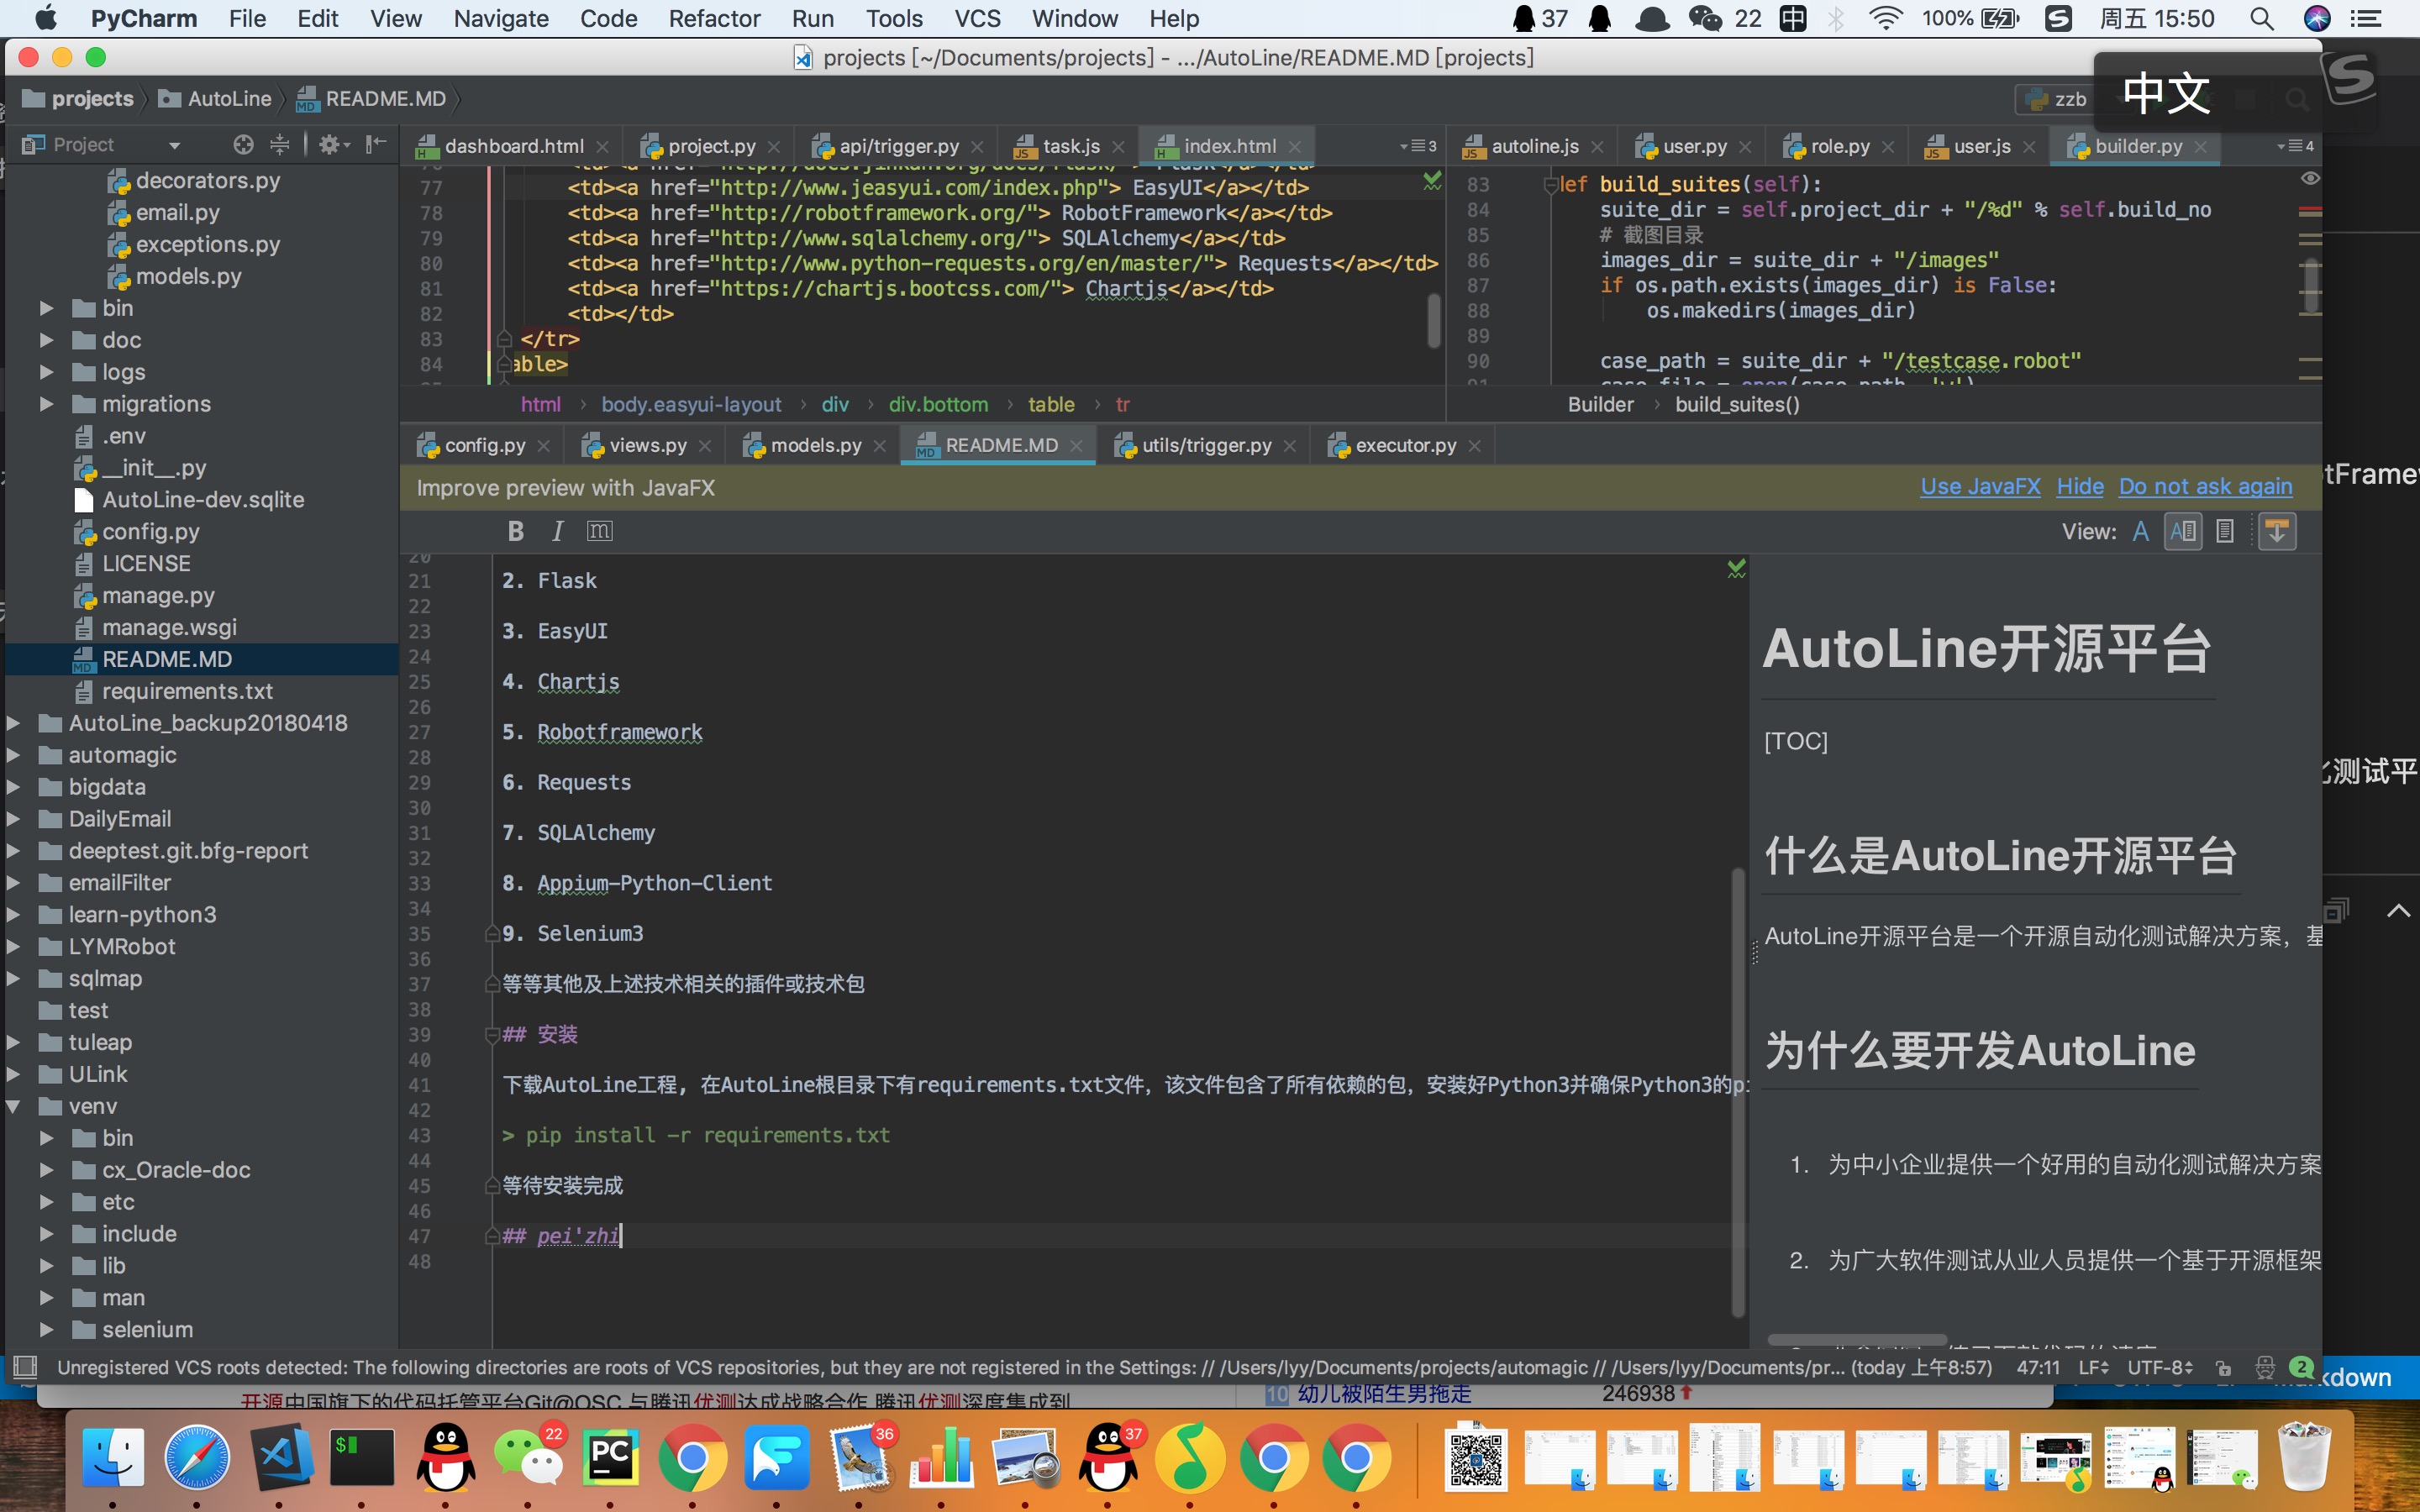 PyCharm File Edit View Navigate Code Refactor Run Tools VCS Window Help 37 22 中 100% 周五 15:50
projects [~/Documents/projects] - .../AutoLine/README.MD [projects]
projects AutoLine README.MD zzb 中文
Project
dashboard.html project.py api/trigger.py task.js index.html 3
autoline.js user.py role.py user.js builder.py 4
decorators.py
email.py
exceptions.py
models.py
bin
doc
logs
migrations
.env
__init__.py
AutoLine-dev.sqlite
config.py
LICENSE
manage.py
manage.wsgi
README.MD
requirements.txt
AutoLine_backup20180418
automagic
bigdata
DailyEmail
deeptest.git.bfg-report
emailFilter
learn-python3
LYMRobot
sqlmap
test
tuleap
ULink
venv
bin
cx_Oracle-doc
etc
include
lib
man
selenium
77 <td><a href="http://www.jeasyui.com/index.php"> EasyUI</a></td>
78 <td><a href="http://robotframework.org/"> RobotFramework</a></td>
79 <td><a href="http://www.sqlalchemy.org/"> SQLAlchemy</a></td>
80 <td><a href="http://www.python-requests.org/en/master/"> Requests</a></td>
81 <td><a href="https://chartjs.bootcss.com/"> Chartjs</a></td>
82 <td></td>
83 </tr>
84 able>
html › body.easyui-layout › div › div.bottom › table › tr
83 ef build_suites(self):
84 suite_dir = self.project_dir + "/%d" % self.build_no
85 # 截图目录
86 images_dir = suite_dir + "/images"
87 if os.path.exists(images_dir) is False:
88 os.makedirs(images_dir)
89
90 case_path = suite_dir + "/testcase.robot"
Builder › build_suites()
config.py views.py models.py README.MD utils/trigger.py executor.py
Improve preview with JavaFX Use JavaFX Hide Do not ask again
B I m View: A
20
21 2. Flask
22
23 3. EasyUI
24
25 4. Chartjs
26
27 5. Robotframework
28
29 6. Requests
30
31 7. SQLAlchemy
32
33 8. Appium-Python-Client
34
35 9. Selenium3
36
37 等等其他及上述技术相关的插件或技术包
38
39 ## 安装
40
41 下载AutoLine工程, 在AutoLine根目录下有requirements.txt文件, 该文件包含了所有依赖的包, 安装好Python3并确保Python3的pi
42
43 > pip install -r requirements.txt
44
45 等待安装完成
46
47 ## pei'zhi
48
AutoLine开源平台
[TOC]
什么是AutoLine开源平台
AutoLine开源平台是一个开源自动化测试解决方案, 基
为什么要开发AutoLine
1. 为中小企业提供一个好用的自动化测试解决方案
2. 为广大软件测试从业人员提供一个基于开源框架
tFramew
测试平
Unregistered VCS roots detected: The following directories are roots of VCS repositories, but they are not registered in the Settings: // /Users/lyy/Documents/projects/automagic // /Users/lyy/Documents/pr... (today 上午8:57) 47:11 LF UTF-8 2
kdown
开源中国旗下的代码托管平台Git@OSC 与腾讯优测达成战略合作 腾讯优测深度集成到
10 幼儿被陌生男拖走 246938
22 PC 36 37